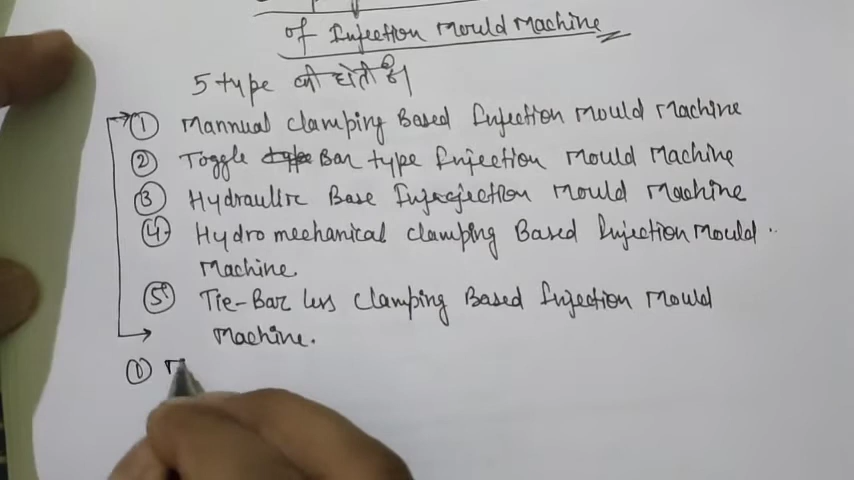 of Injection Mould Machine
5 type की होती है।
① Mannual Clamping Based Injection Mould Machine
② Toggle Bar type Injection Mould Machine
③ Hydraulic Base Injection Mould Machine
④ Hydromechanical clamping Based Injection Mould
Machine.
⑤ Tie-Bar less Clamping Based Injection Mould
Machine.
①